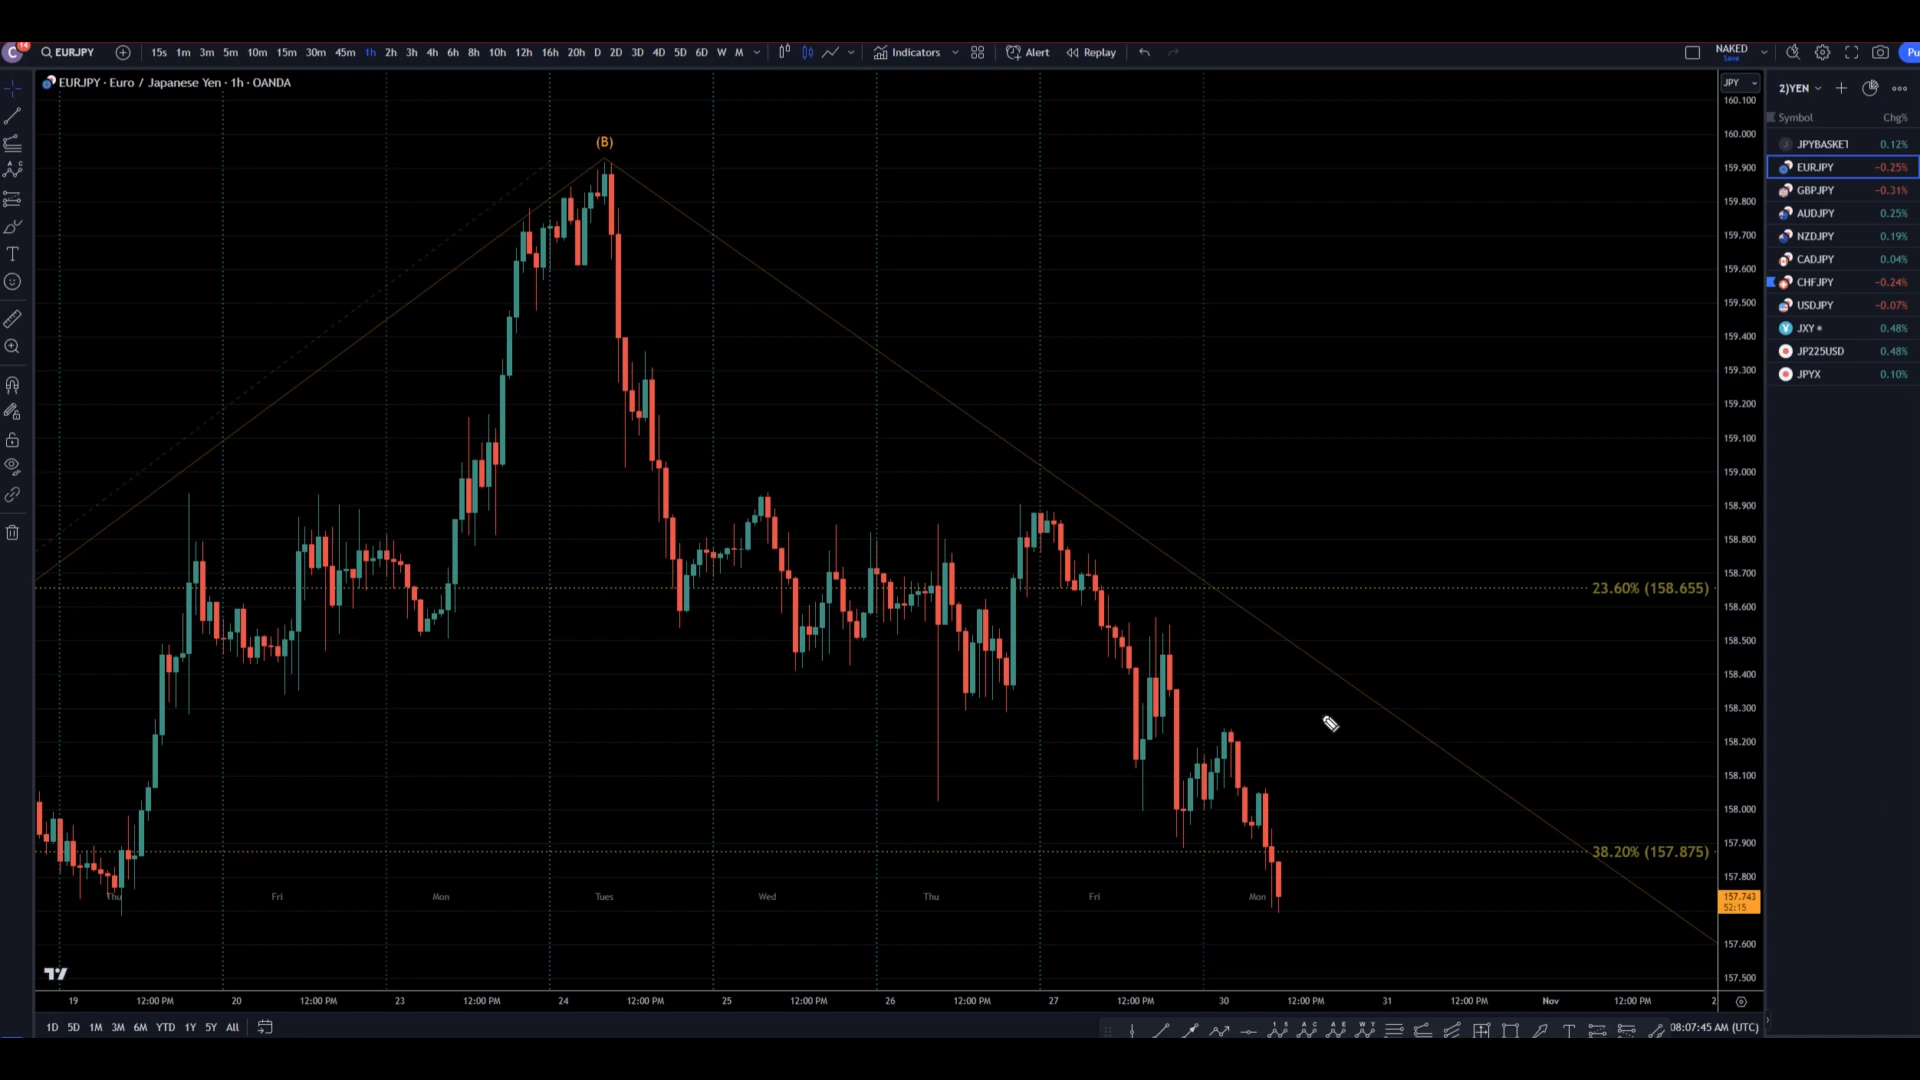 C 14 EURJPY 15s 1m 3m 5m 10m 15m 30m 45m 1h 2h 3h 4h 6h 8h 10h 12h 16h 20h D 2D 3D 4D 5D 6D W M Indicators Alert Replay NAKED Save Pu
EURJPY · Euro / Japanese Yen · 1h · OANDA
JPY
2)YEN
Symbol Chg%
JPYBASKET 0.12%
EURJPY −0.25%
GBPJPY −0.31%
AUDJPY 0.25%
NZDJPY 0.19%
CADJPY 0.04%
CHFJPY −0.24%
USDJPY −0.07%
JXY 0.48%
JP225USD 0.48%
JPYX 0.10%
(B)
160.100
160.000
159.900
159.800
159.700
159.600
159.500
159.400
159.300
159.200
159.100
159.000
158.900
158.800
158.700
23.60% (158.655)
158.600
158.500
158.400
158.300
158.200
158.100
158.000
157.900
38.20% (157.875)
157.800
157.743
52:15
157.600
157.500
Thu Fri Mon Tues Wed Thu Fri Mon
19 12:00 PM 20 12:00 PM 23 12:00 PM 24 12:00 PM 25 12:00 PM 26 12:00 PM 27 12:00 PM 30 12:00 PM 31 12:00 PM Nov 12:00 PM 2
1D 5D 1M 3M 6M YTD 1Y 5Y All
08:07:45 AM (UTC)